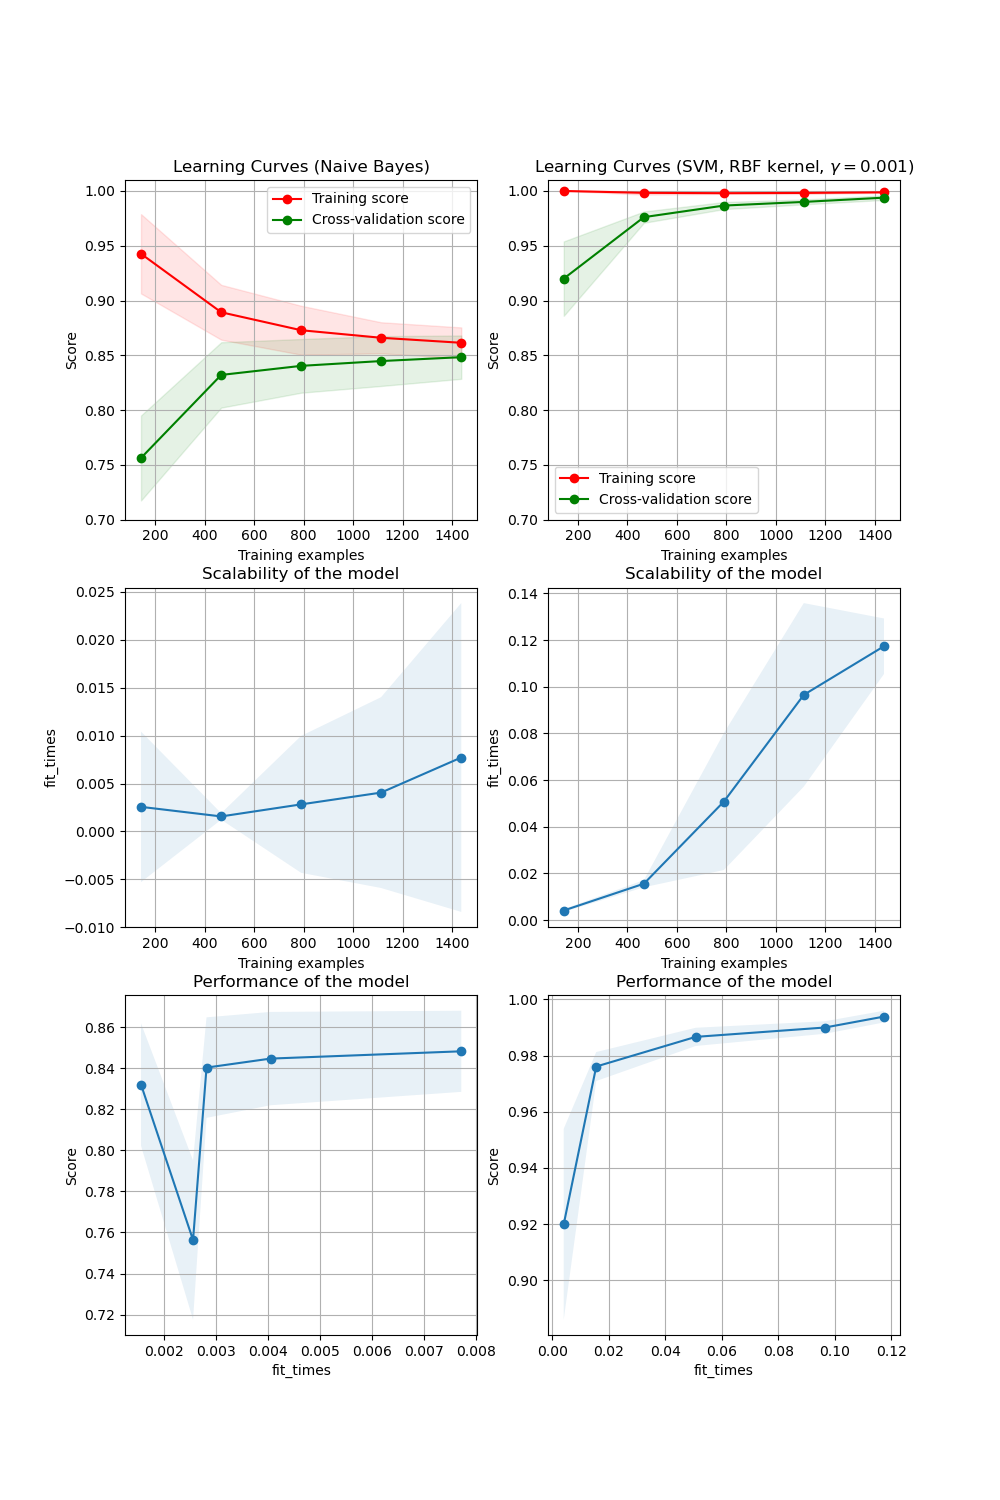 Learning Curves (Naive Bayes)
1.00
0.95
0.90
0.85
0.80
0.75
0.70
Score
Training score
Cross-validation score
200 400 600 800 1000 1200 1400
Training examples
Learning Curves (SVM, RBF kernel, γ = 0.001)
1.00
0.95
0.90
0.85
0.80
0.75
0.70
Score
Training score
Cross-validation score
200 400 600 800 1000 1200 1400
Training examples
Scalability of the model
0.025
0.020
0.015
0.010
0.005
0.000
−0.005
−0.010
fit_times
200 400 600 800 1000 1200 1400
Training examples
Scalability of the model
0.14
0.12
0.10
0.08
0.06
0.04
0.02
0.00
fit_times
200 400 600 800 1000 1200 1400
Training examples
Performance of the model
0.86
0.84
0.82
0.80
0.78
0.76
0.74
0.72
Score
0.002 0.003 0.004 0.005 0.006 0.007 0.008
fit_times
Performance of the model
1.00
0.98
0.96
0.94
0.92
0.90
Score
0.00 0.02 0.04 0.06 0.08 0.10 0.12
fit_times